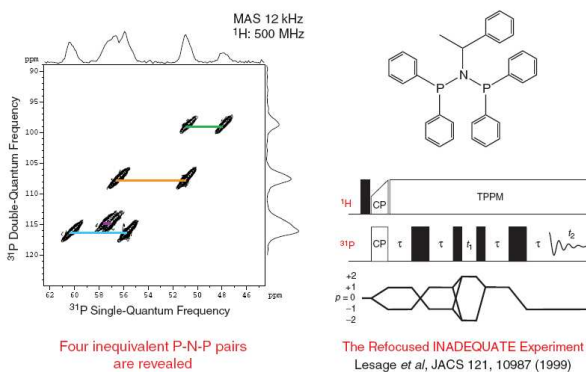 MAS 12 kHz
¹H: 500 MHz
ppm
90
95
100
105
110
115
120
³¹P Double-Quantum Frequency
62 60 58 56 54 52 50 48 46 ppm
³¹P Single-Quantum Frequency
Four inequivalent P-N-P pairs
are revealed
N
P P
¹H CP TPPM
³¹P CP τ τ t₁ τ τ t₂
+2
+1
p = 0
−1
−2
The Refocused INADEQUATE Experiment
Lesage et al, JACS 121, 10987 (1999)